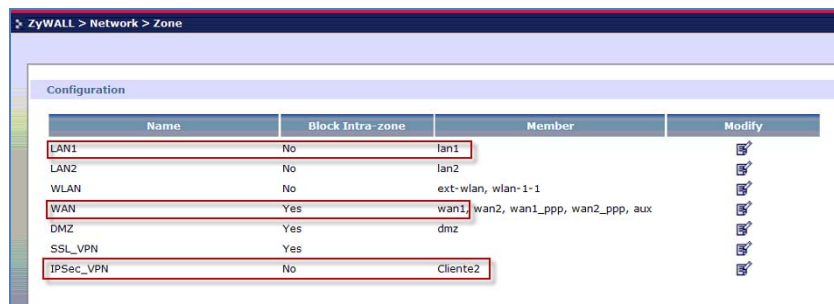 ZyWALL > Network > Zone
Configuration
Name Block Intra-zone Member Modify
LAN1 No lan1
LAN2 No lan2
WLAN No ext-wlan, wlan-1-1
WAN Yes wan1, wan2, wan1_ppp, wan2_ppp, aux
DMZ Yes dmz
SSL_VPN Yes
IPSec_VPN No Cliente2